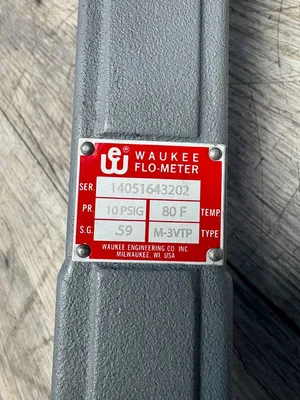 WAUKEE
FLO-METER
SER. 14051643202
PR. 10 PSIG 80 F TEMP.
S.G. .59 M-3VTP TYPE
WAUKEE ENGINEERING CO. INC.
MILWAUKEE, WI, USA